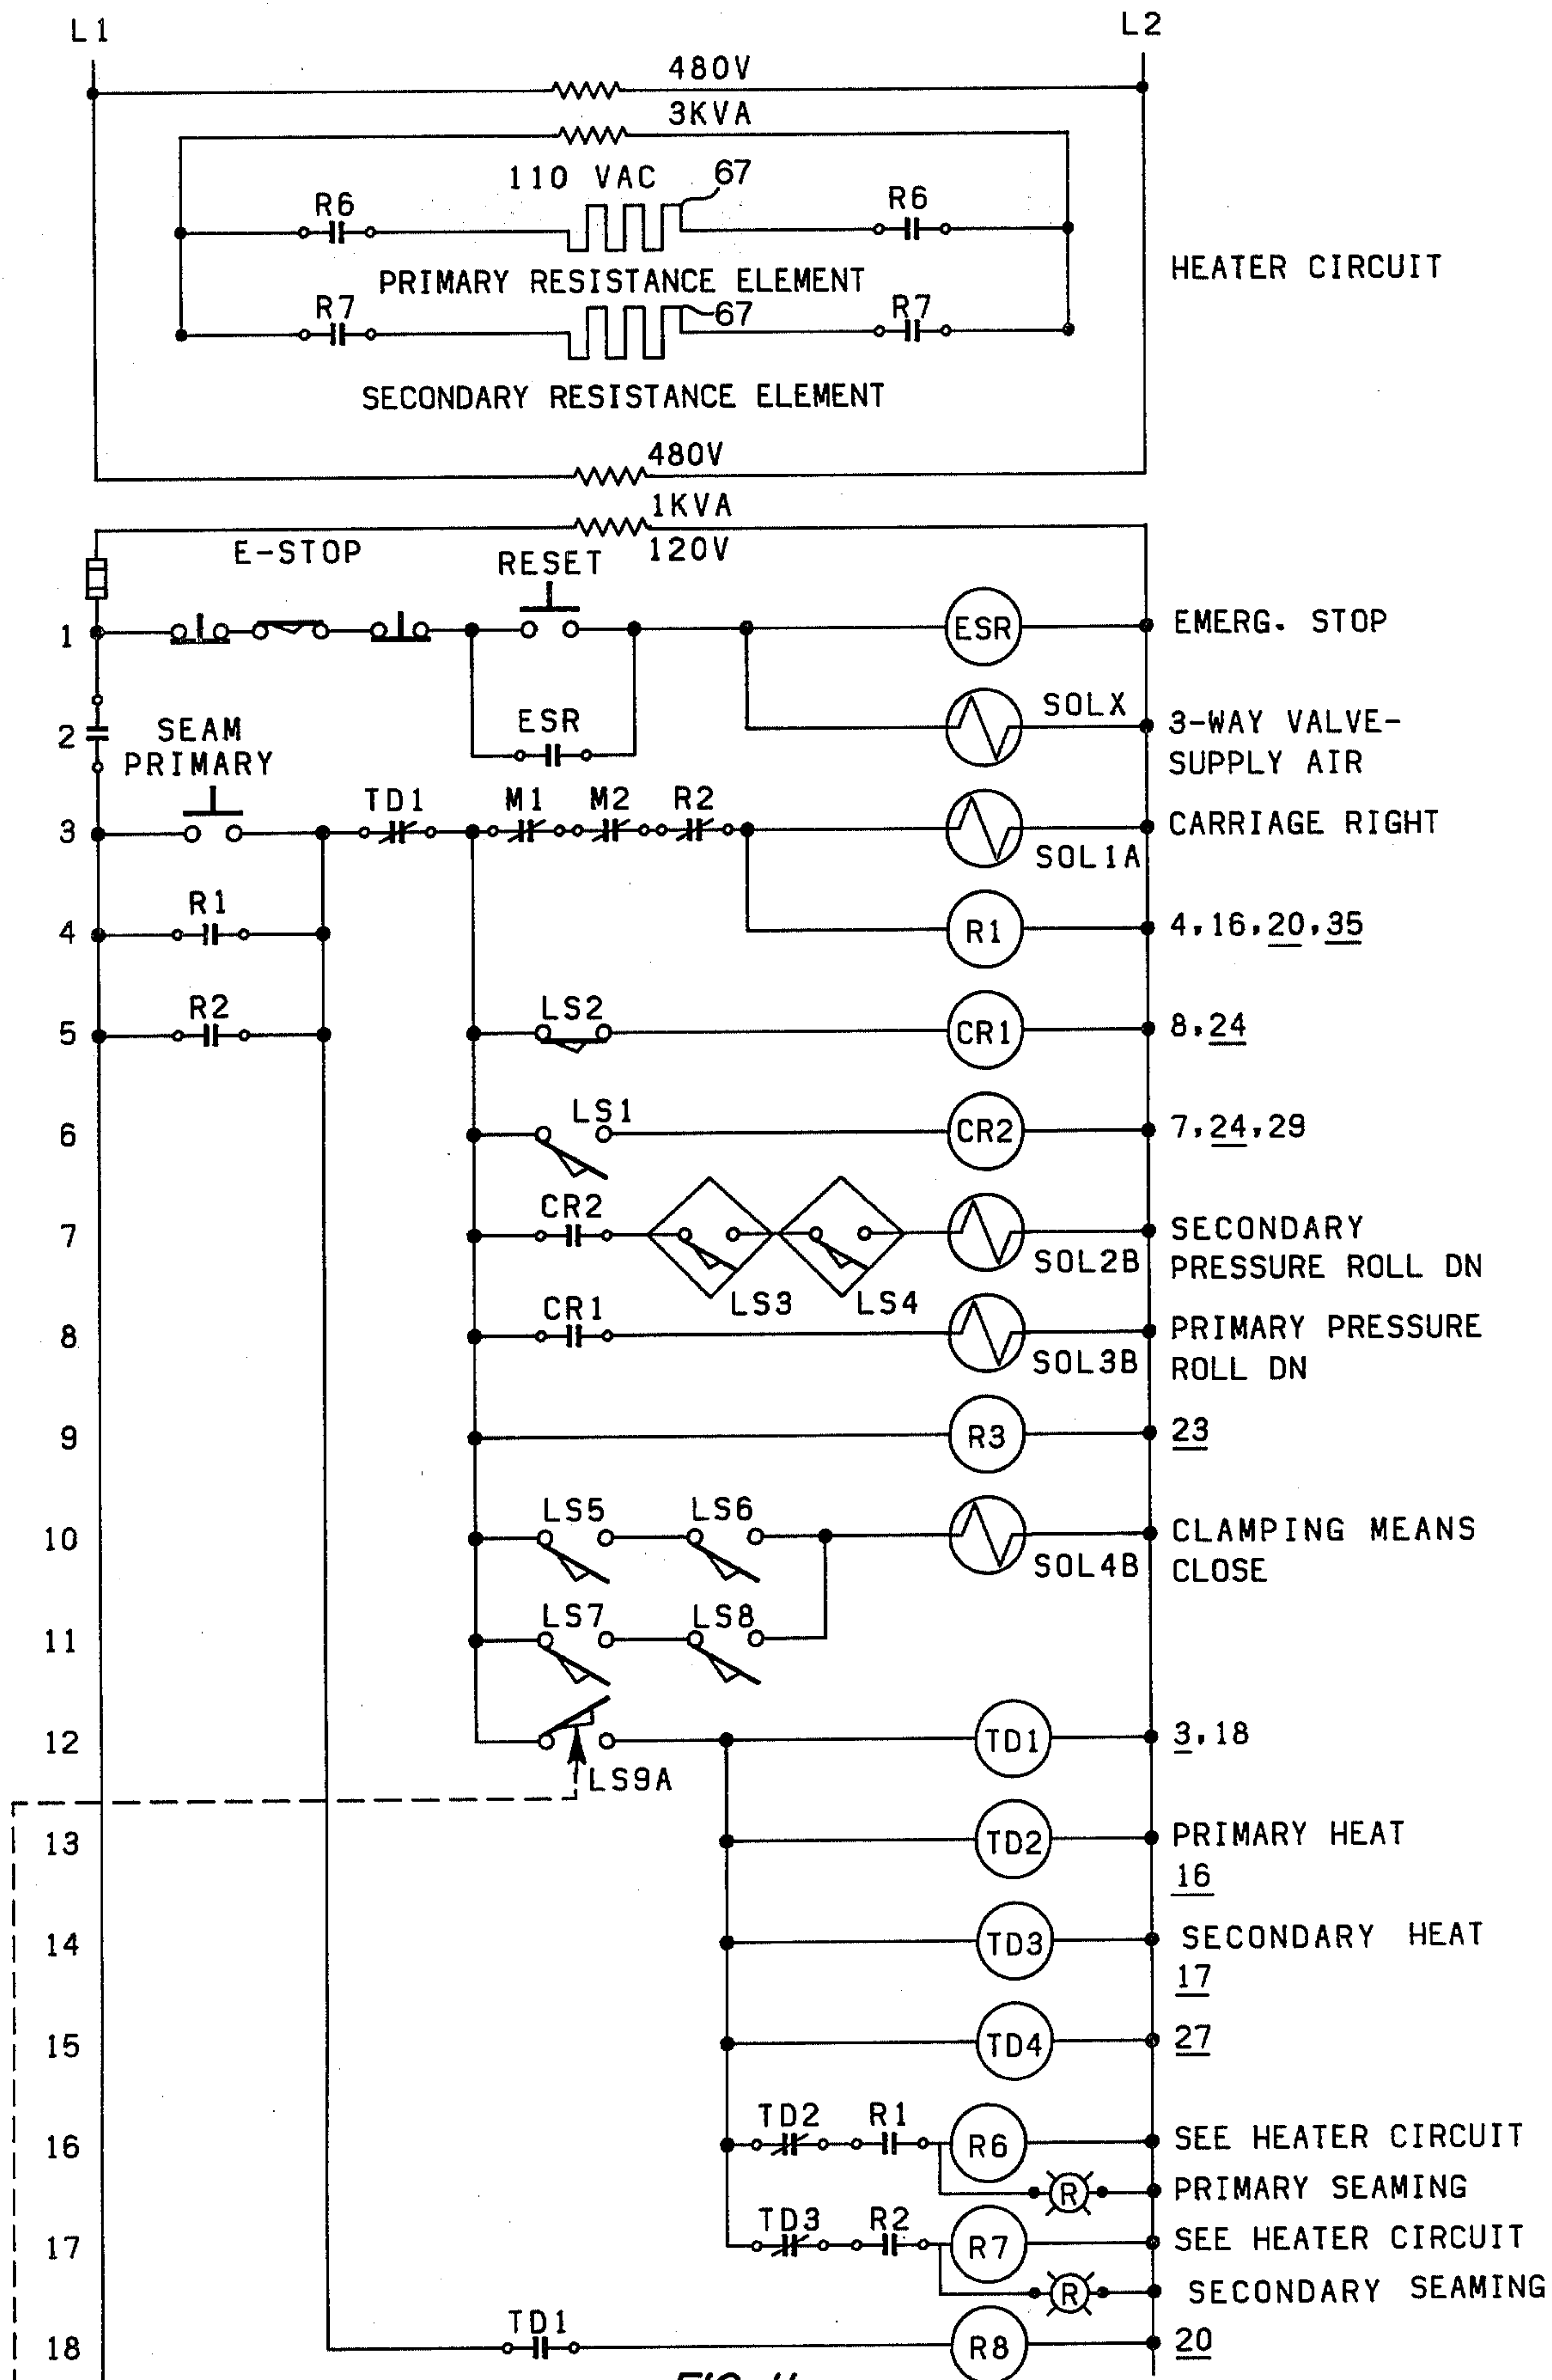 L1 L2
480V
3KVA
110 VAC 67
R6 R6
PRIMARY RESISTANCE ELEMENT
HEATER CIRCUIT
R7 67 R7
SECONDARY RESISTANCE ELEMENT
480V
1KVA
E-STOP 120V
RESET
1 ESR EMERG. STOP
ESR SOLX
2 SEAM 3-WAY VALVE-
PRIMARY SUPPLY AIR
TD1 M1 M2 R2
3 CARRIAGE RIGHT
SOL1A
R1
4 R1 4,16,20,35
R2 LS2
5 CR1 8,24
LS1
6 CR2 7,24,29
CR2
7 SECONDARY
SOL2B PRESSURE ROLL DN
LS3 LS4
CR1
8 PRIMARY PRESSURE
SOL3B ROLL DN
9 R3 23
LS5 LS6
10 CLAMPING MEANS
SOL4B CLOSE
LS7 LS8
11
12 TD1 3,18
LS9A
13 TD2 PRIMARY HEAT
16
14 TD3 SECONDARY HEAT
17
15 TD4 27
TD2 R1
16 R6 SEE HEATER CIRCUIT
R PRIMARY SEAMING
TD3 R2
17 R7 SEE HEATER CIRCUIT
R SECONDARY SEAMING
TD1
18 R8 20